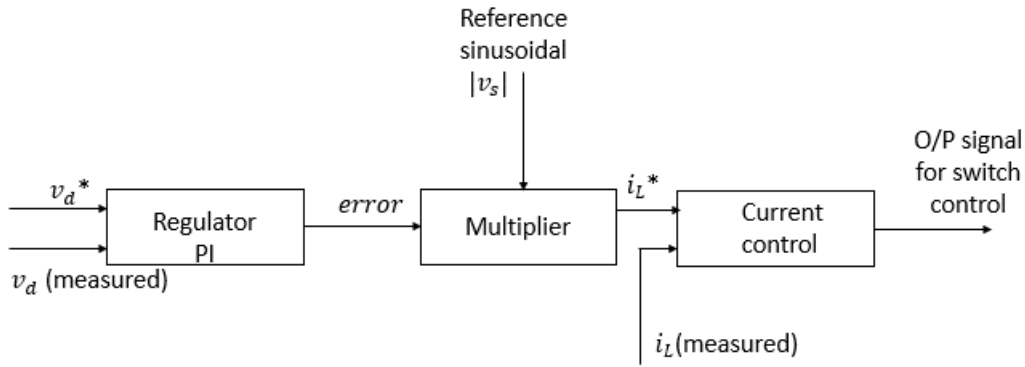 Reference
sinusoidal
|v_s|
O/P signal
for switch
control
v_d*
v_d (measured)
Regulator
PI
error
Multiplier
i_L*
i_L(measured)
Current
control